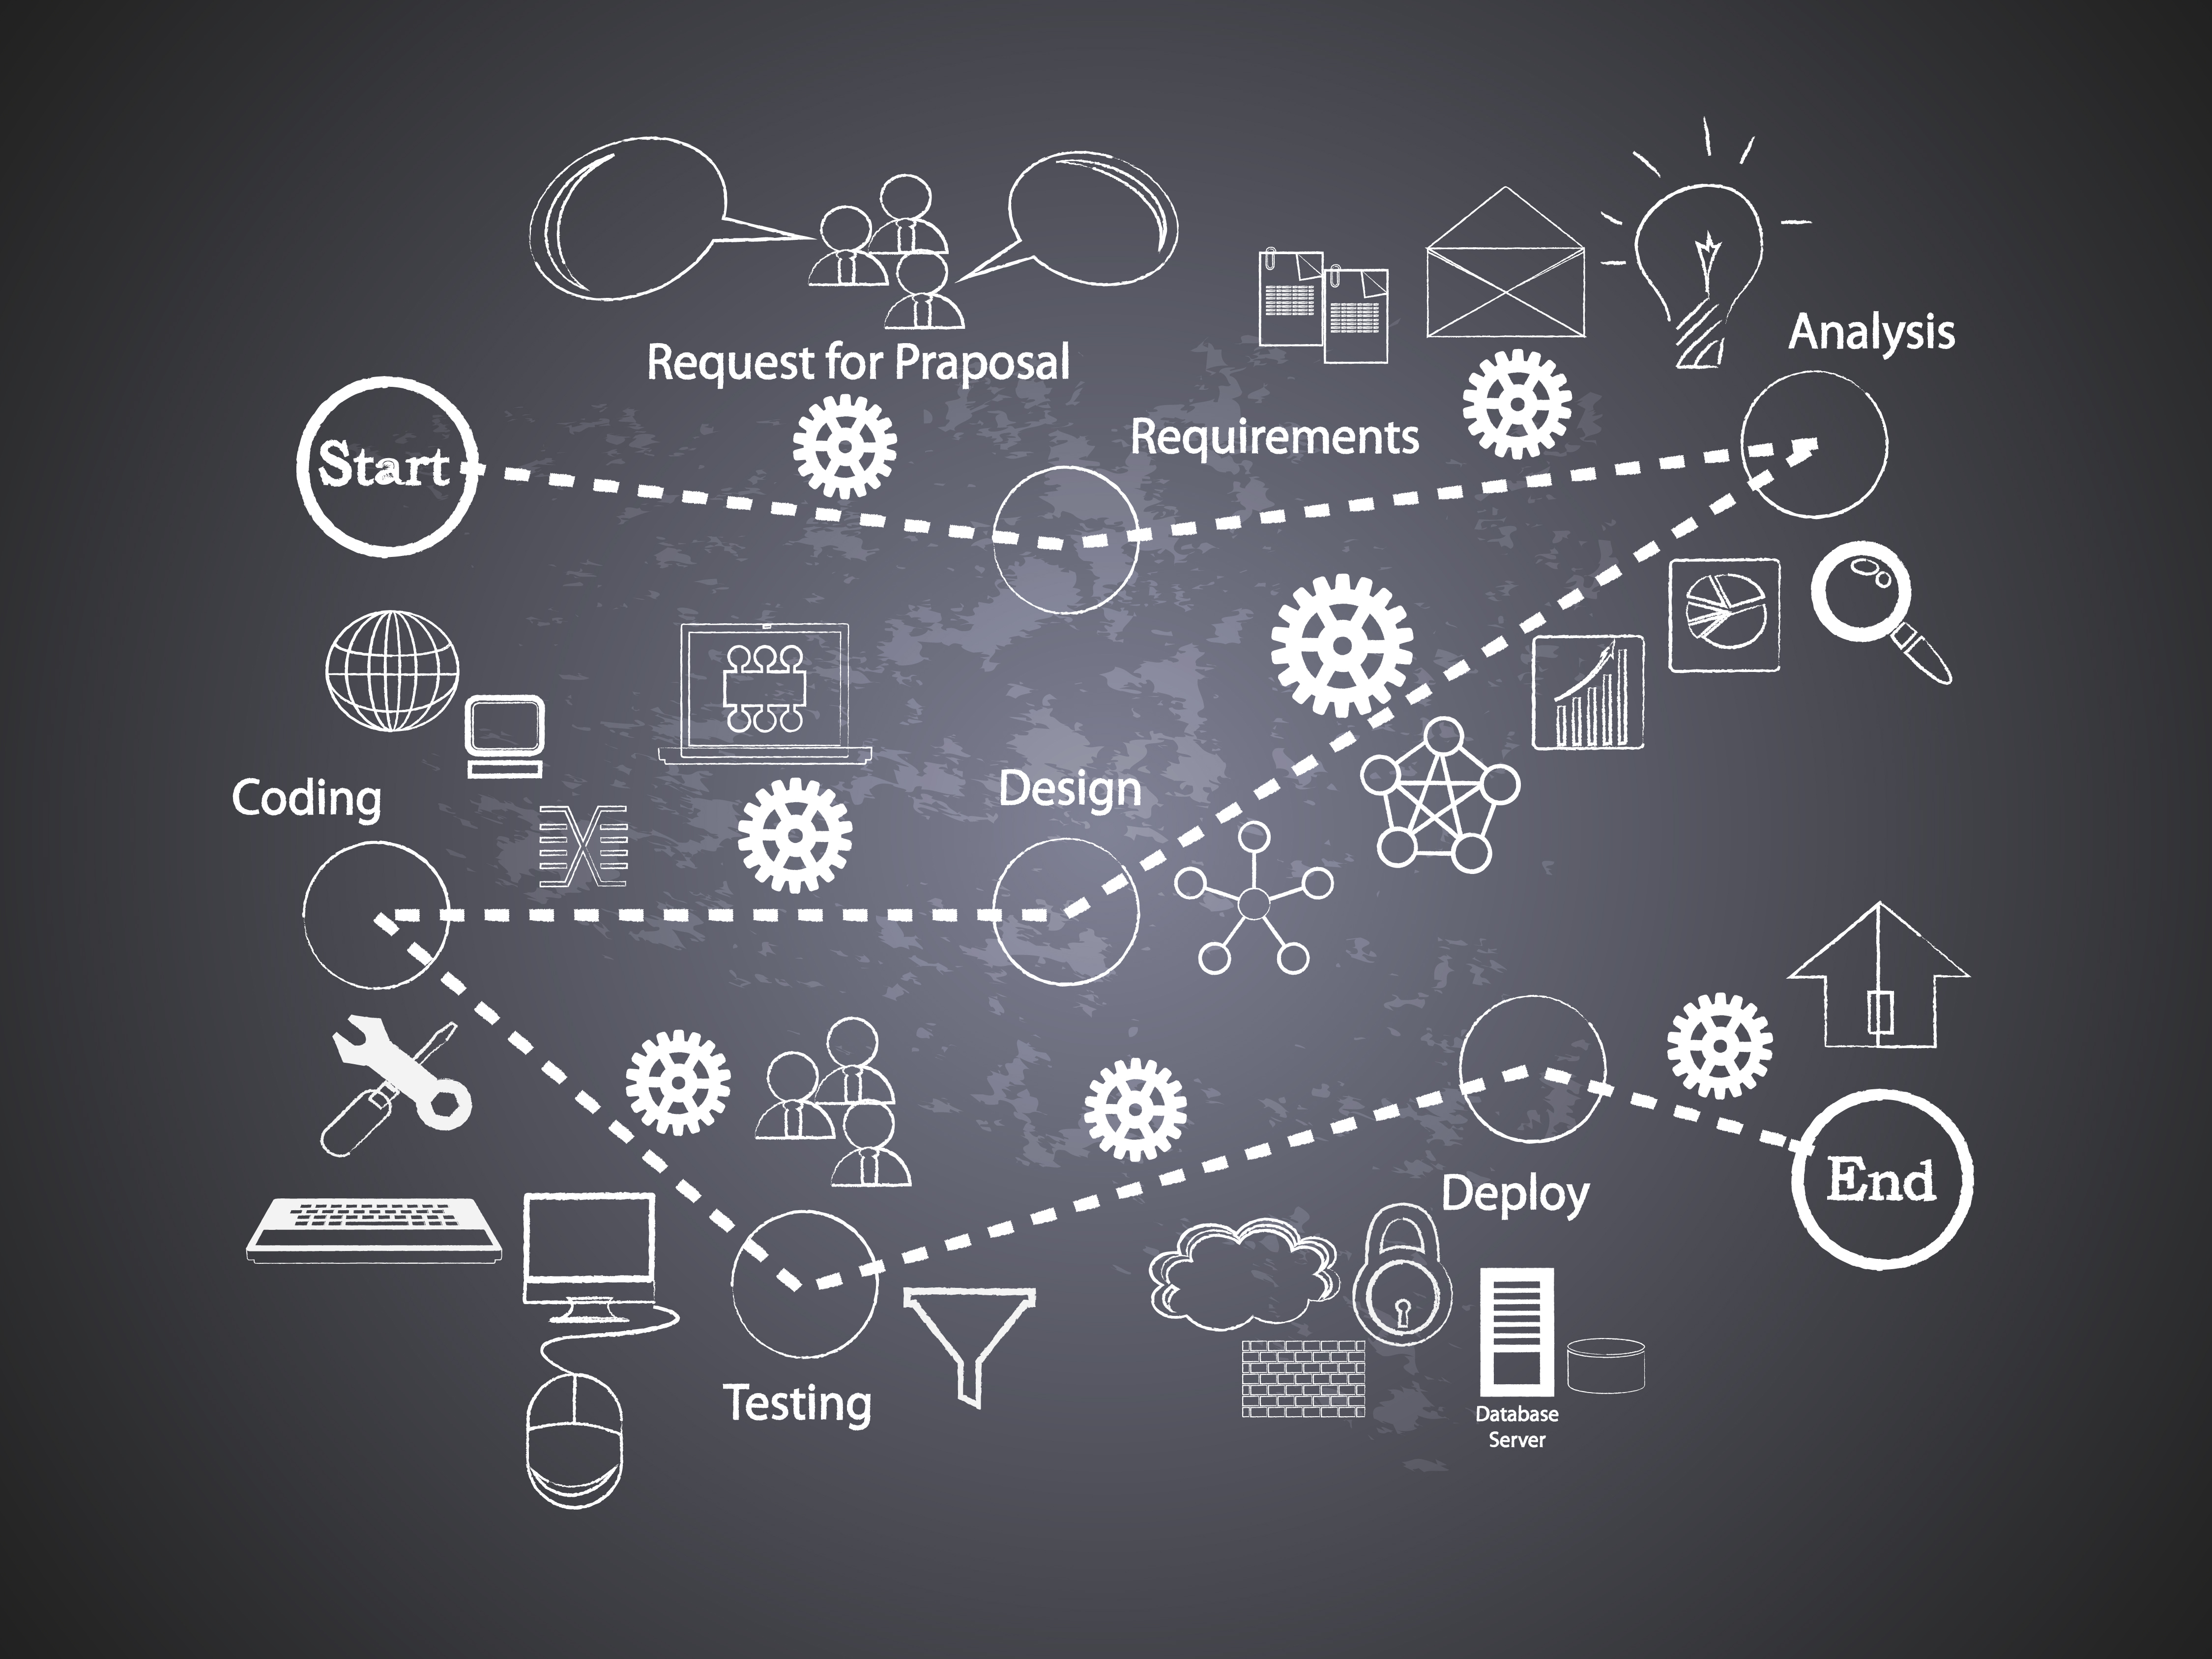 Request for Praposal
Analysis
Start
Requirements
Coding
Design
Testing
Deploy
End
Database
Server